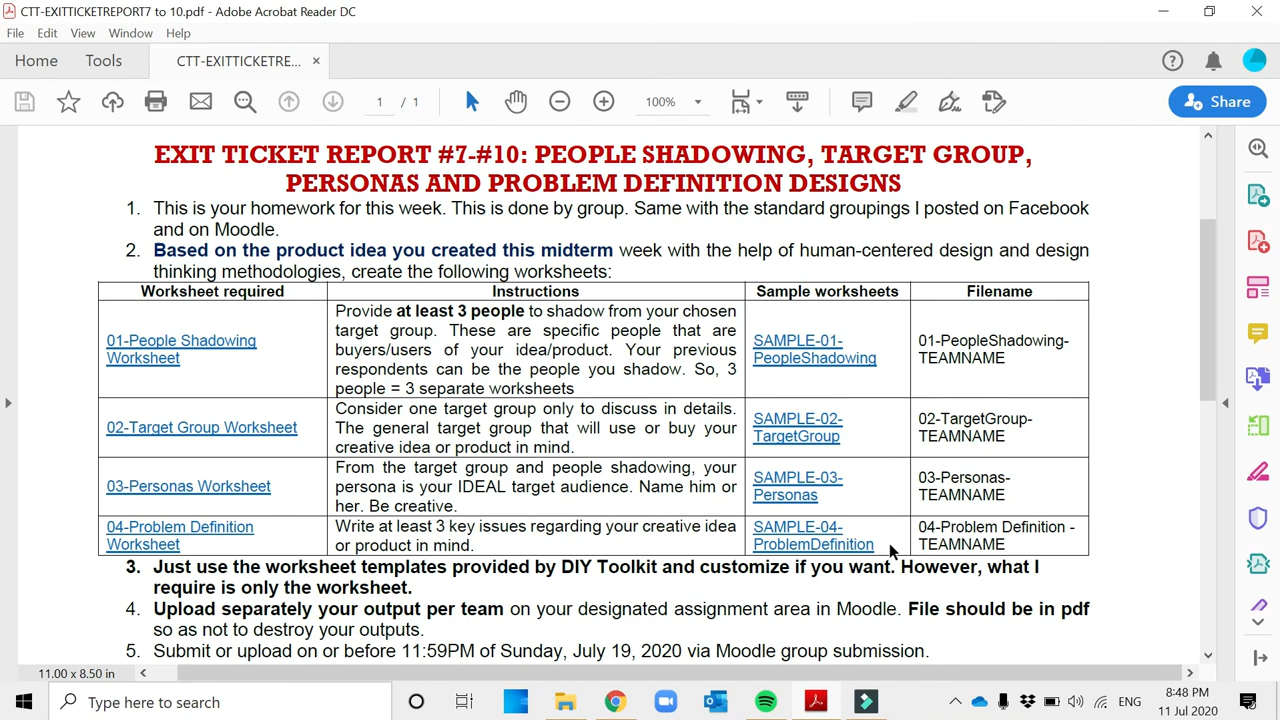 CTT-EXITTICKETREPORT7 to 10.pdf - Adobe Acrobat Reader DC
File Edit View Window Help
Home Tools CTT-EXITTICKETRE... ×
1 / 1 100% Share
EXIT TICKET REPORT #7-#10: PEOPLE SHADOWING, TARGET GROUP,
PERSONAS AND PROBLEM DEFINITION DESIGNS
1. This is your homework for this week. This is done by group. Same with the standard groupings I posted on Facebook
and on Moodle.
2. Based on the product idea you created this midterm week with the help of human-centered design and design
thinking methodologies, create the following worksheets:
Worksheet required Instructions Sample worksheets Filename
01-People Shadowing
Worksheet
Provide at least 3 people to shadow from your chosen
target group. These are specific people that are
buyers/users of your idea/product. Your previous
respondents can be the people you shadow. So, 3
people = 3 separate worksheets
SAMPLE-01-
PeopleShadowing
01-PeopleShadowing-
TEAMNAME
02-Target Group Worksheet
Consider one target group only to discuss in details.
The general target group that will use or buy your
creative idea or product in mind.
SAMPLE-02-
TargetGroup
02-TargetGroup-
TEAMNAME
03-Personas Worksheet
From the target group and people shadowing, your
persona is your IDEAL target audience. Name him or
her. Be creative.
SAMPLE-03-
Personas
03-Personas-
TEAMNAME
04-Problem Definition
Worksheet
Write at least 3 key issues regarding your creative idea
or product in mind.
SAMPLE-04-
ProblemDefinition
04-Problem Definition -
TEAMNAME
3. Just use the worksheet templates provided by DIY Toolkit and customize if you want. However, what I
require is only the worksheet.
4. Upload separately your output per team on your designated assignment area in Moodle. File should be in pdf
so as not to destroy your outputs.
5. Submit or upload on or before 11:59PM of Sunday, July 19, 2020 via Moodle group submission.
11.00 x 8.50 in
Type here to search
ENG
8:48 PM
11 Jul 2020